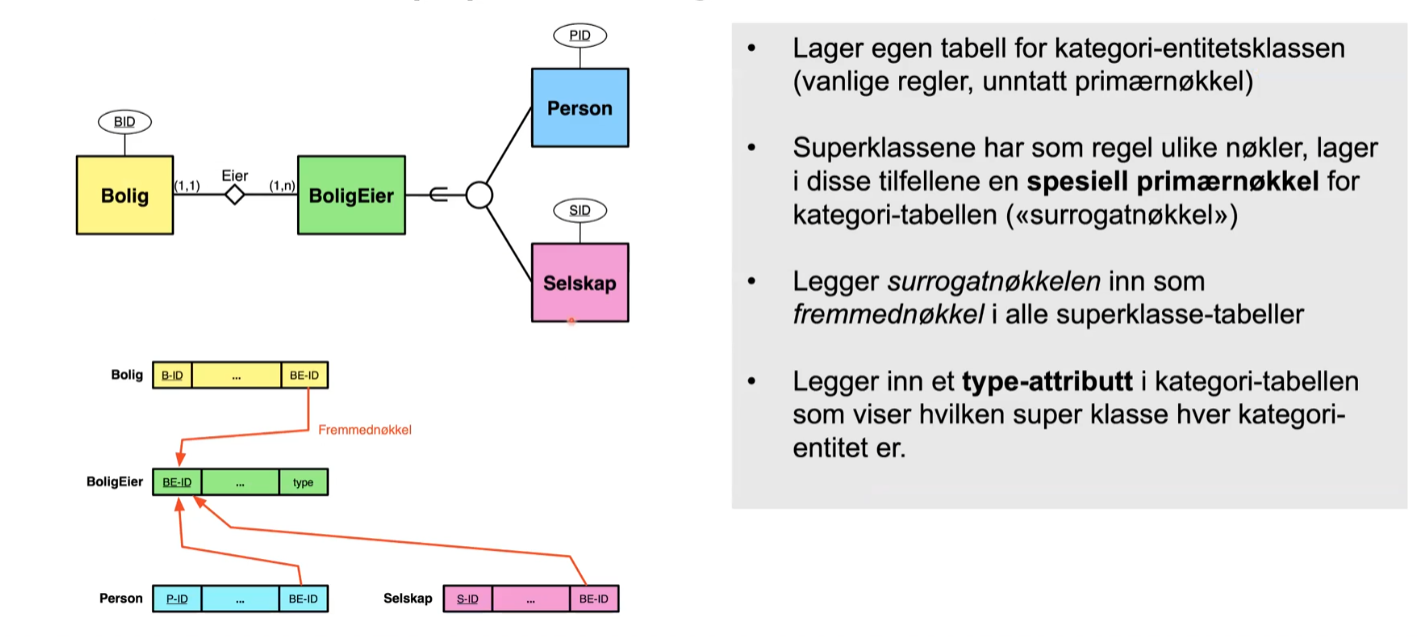 PID
Person
BID
Bolig
(1,1)
Eier
(1,n)
BoligEier
SID
Selskap
Bolig B-ID ... BE-ID
Fremmednøkkel
BoligEier BE-ID ... type
Person P-ID ... BE-ID
Selskap S-ID ... BE-ID
• Lager egen tabell for kategori-entitetsklassen
(vanlige regler, unntatt primærnøkkel)
• Superklassene har som regel ulike nøkler, lager
i disse tilfellene en spesiell primærnøkkel for
kategori-tabellen («surrogatnøkkel»)
• Legger surrogatnøkkelen inn som
fremmednøkkel i alle superklasse-tabeller
• Legger inn et type-attributt i kategori-tabellen
som viser hvilken super klasse hver kategori-
entitet er.